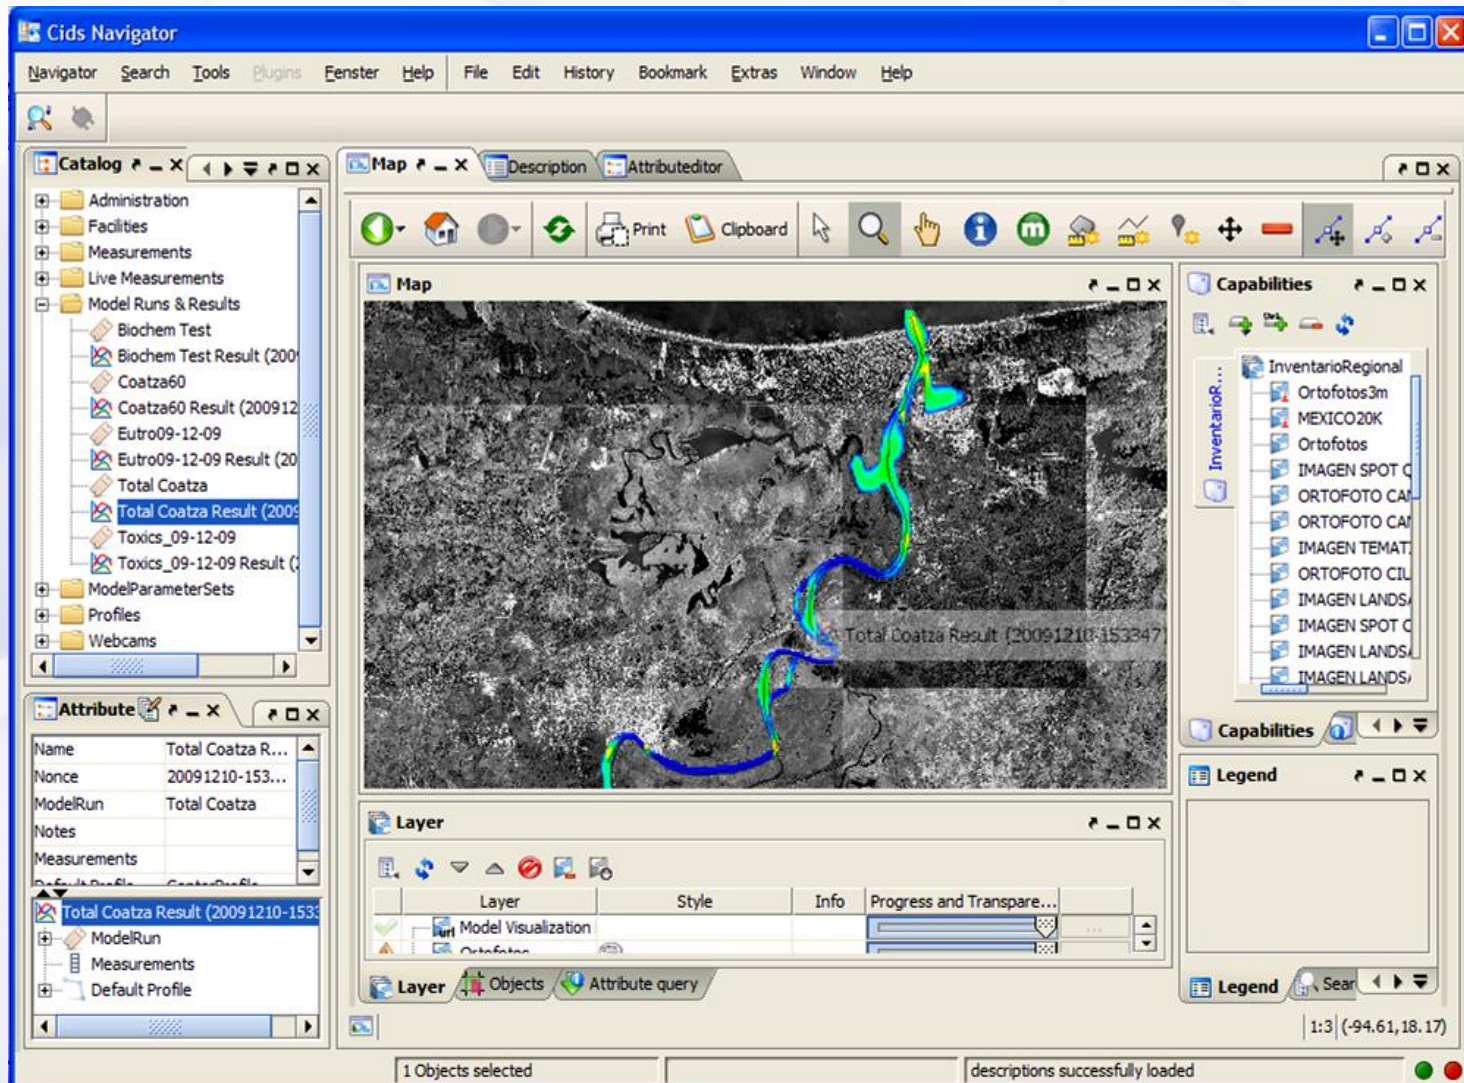 Cids Navigator
Navigator Search Tools Plugins Fenster Help File Edit History Bookmark Extras Window Help
Catalog
Administration
Facilities
Measurements
Live Measurements
Model Runs & Results
Biochem Test
Biochem Test Result (200
Coatza60
Coatza60 Result (200912
Eutro09-12-09
Eutro09-12-09 Result (20
Total Coatza
Total Coatza Result (2009
Toxics_09-12-09
Toxics_09-12-09 Result (
ModelParameterSets
Profiles
Webcams
Attribute
Name Total Coatza R...
Nonce 20091210-153...
ModelRun Total Coatza
Notes
Measurements
Default Profile CenterProfile
Total Coatza Result (20091210-153
ModelRun
Measurements
Default Profile
Map Description Attributeditor
Print Clipboard
Map
Total Coatza Result (20091210-153347)
Layer
Layer Style Info Progress and Transpare...
Model Visualization ...
Ortofotos
Layer Objects Attribute query
Capabilities
InventarioR...
InventarioRegional
Ortofotos3m
MEXICO20K
Ortofotos
IMAGEN SPOT
ORTOFOTO CA
ORTOFOTO CA
IMAGEN TEMAT
ORTOFOTO CIU
IMAGEN LANDS
IMAGEN SPOT
IMAGEN LANDS
IMAGEN LANDS
Capabilities
Legend
Legend Sear
1:3 (-94.61,18.17)
1 Objects selected descriptions successfully loaded